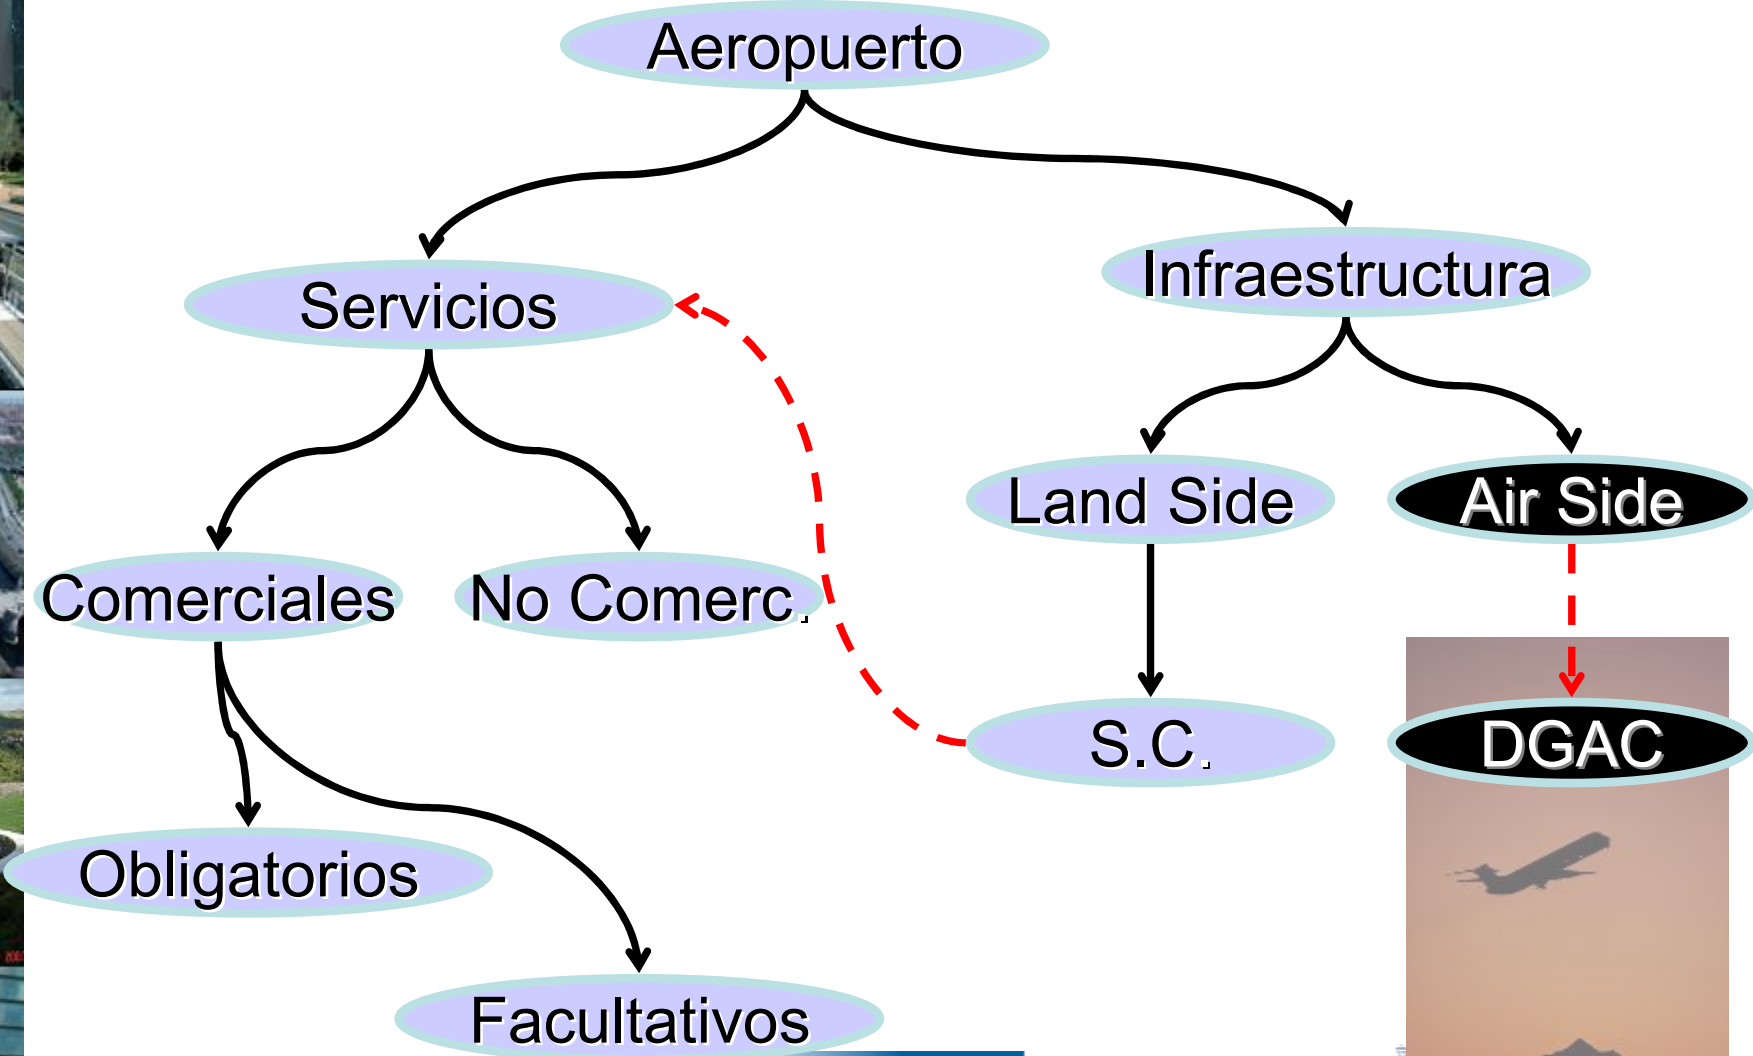 Aeropuerto
Servicios
Infraestructura
Land Side
Air Side
Comerciales
No Comerc.
S.C.
DGAC
Obligatorios
Facultativos